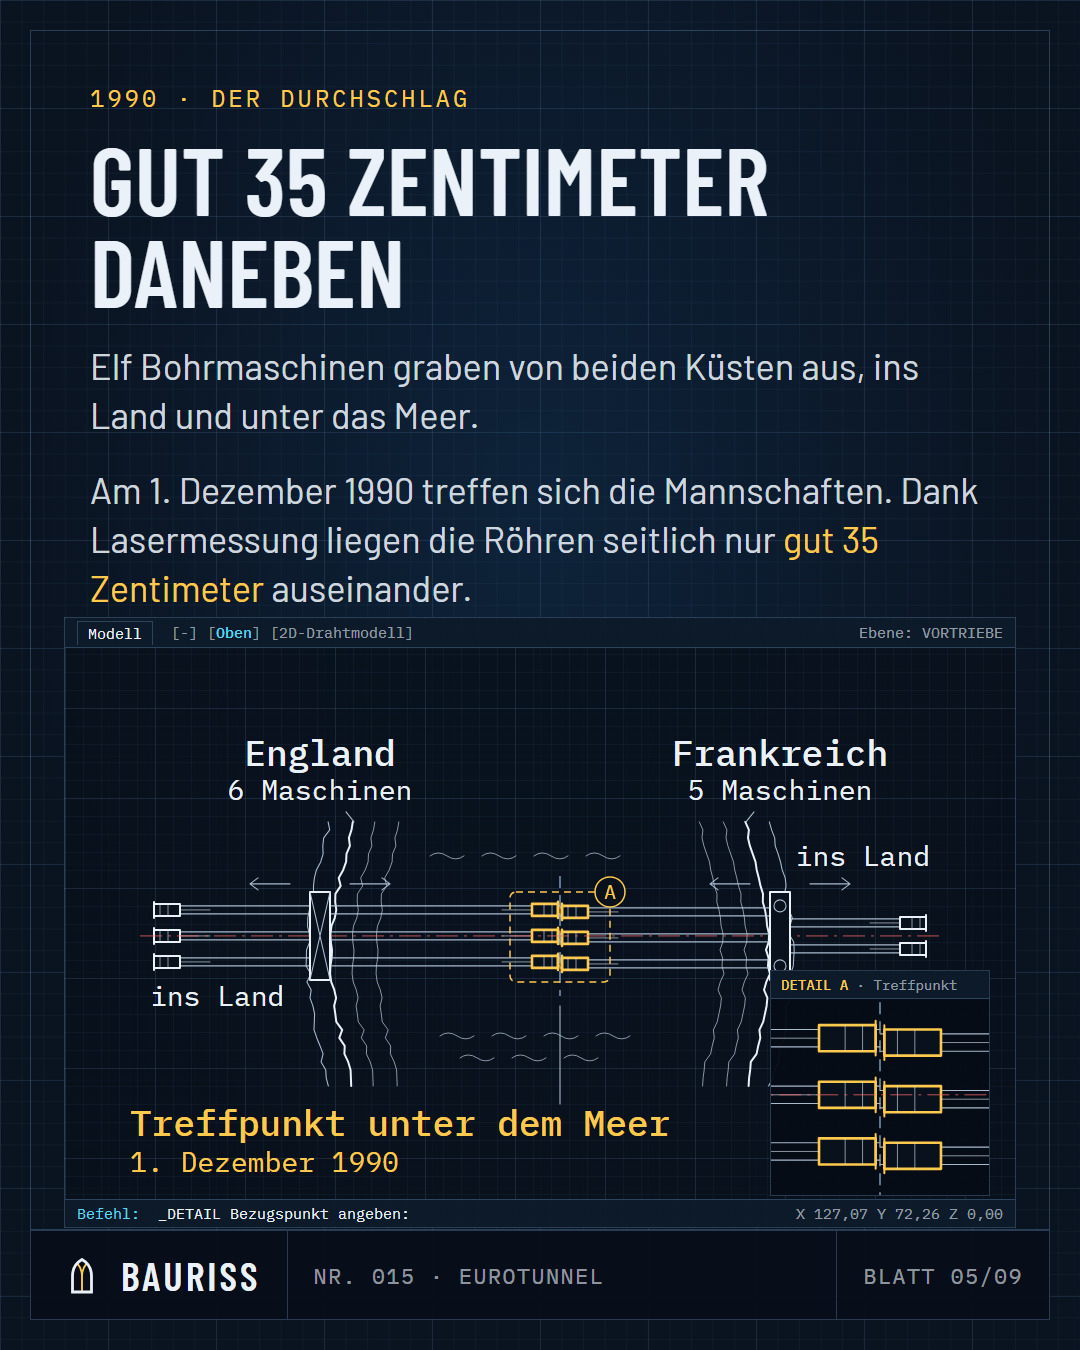 1990 · DER DURCHSCHLAG
GUT 35 ZENTIMETER
DANEBEN
Elf Bohrmaschinen graben von beiden Küsten aus, ins
Land und unter das Meer.
Am 1. Dezember 1990 treffen sich die Mannschaften. Dank
Lasermessung liegen die Röhren seitlich nur gut 35
Zentimeter auseinander.
Modell [-] [Oben] [2D-Drahtmodell] Ebene: VORTRIEBE
England Frankreich
6 Maschinen 5 Maschinen
ins Land
A
ins Land
DETAIL A · Treffpunkt
Treffpunkt unter dem Meer
1. Dezember 1990
Befehl: _DETAIL Bezugspunkt angeben: X 127,07 Y 72,26 Z 0,00
BAURISS NR. 015 · EUROTUNNEL BLATT 05/09